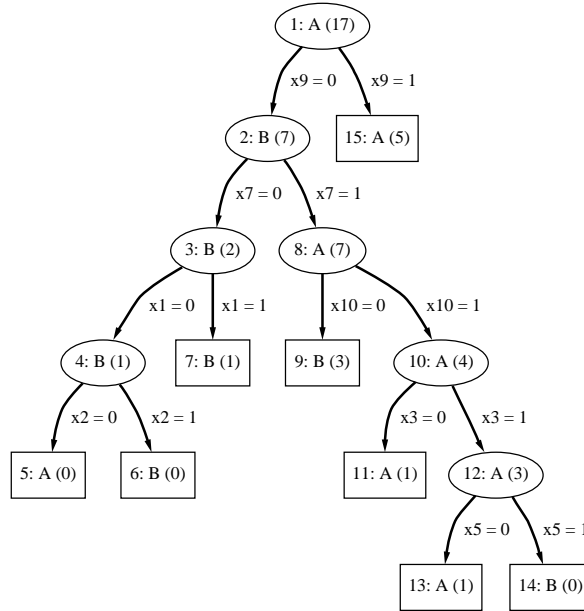 1: A (17)
x9 = 0
x9 = 1
2: B (7)
15: A (5)
x7 = 0
x7 = 1
3: B (2)
8: A (7)
x1 = 0
x1 = 1
x10 = 0
x10 = 1
4: B (1)
7: B (1)
9: B (3)
10: A (4)
x2 = 0
x2 = 1
x3 = 0
x3 = 1
5: A (0)
6: B (0)
11: A (1)
12: A (3)
x5 = 0
x5 = 1
13: A (1)
14: B (0)